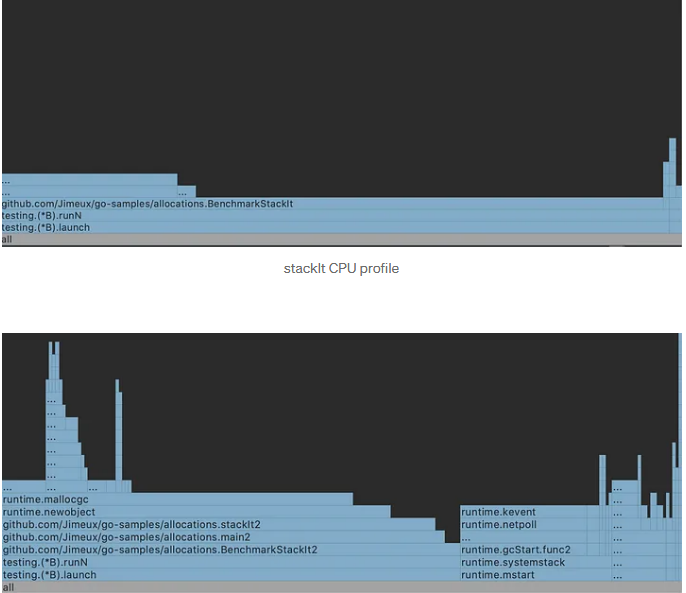 ...
...
...
github.com/Jimeux/go-samples/allocations.BenchmarkStackIt
testing.(*B).runN
testing.(*B).launch
all
stackIt CPU profile
...
...
...
...
...
...
...
... ... ... ...
runtime.mallocgc ...
runtime.newobject runtime.kevent ...
github.com/Jimeux/go-samples/allocations.stackIt2 runtime.netpoll ...
github.com/Jimeux/go-samples/allocations.main2 ... ...
github.com/Jimeux/go-samples/allocations.BenchmarkStackIt2 runtime.gcStart.func2 ...
testing.(*B).runN runtime.systemstack ...
testing.(*B).launch runtime.mstart ...
all